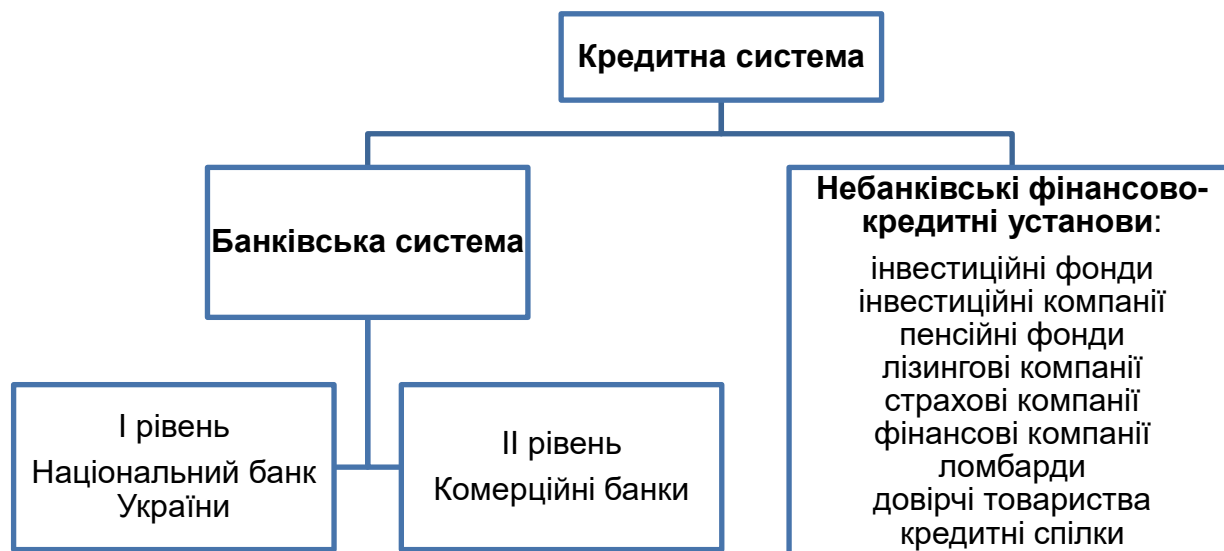 Кредитна система
Банківська система
І рівень
Національний банк
України
ІІ рівень
Комерційні банки
Небанківські фінансово-
кредитні установи:
інвестиційні фонди
інвестиційні компанії
пенсійні фонди
лізингові компанії
страхові компанії
фінансові компанії
ломбарди
довірчі товариства
кредитні спілки